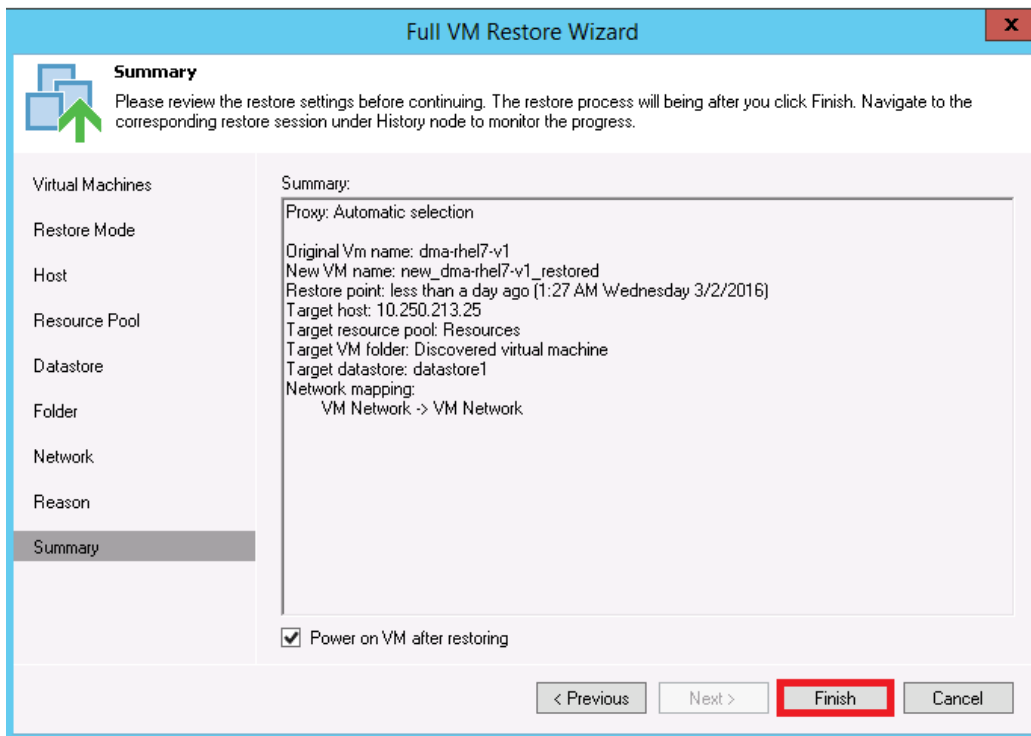 Full VM Restore Wizard
x
Summary
Please review the restore settings before continuing. The restore process will being after you click Finish. Navigate to the
corresponding restore session under History node to monitor the progress.
Virtual Machines
Restore Mode
Host
Resource Pool
Datastore
Folder
Network
Reason
Summary
Summary:
Proxy: Automatic selection
Original Vm name: dma-rhel7-v1
New VM name: new_dma-rhel7-v1_restored
Restore point: less than a day ago (1:27 AM Wednesday 3/2/2016)
Target host: 10.250.213.25
Target resource pool: Resources
Target VM folder: Discovered virtual machine
Target datastore: datastore1
Network mapping:
VM Network -> VM Network
Power on VM after restoring
< Previous
Next >
Finish
Cancel